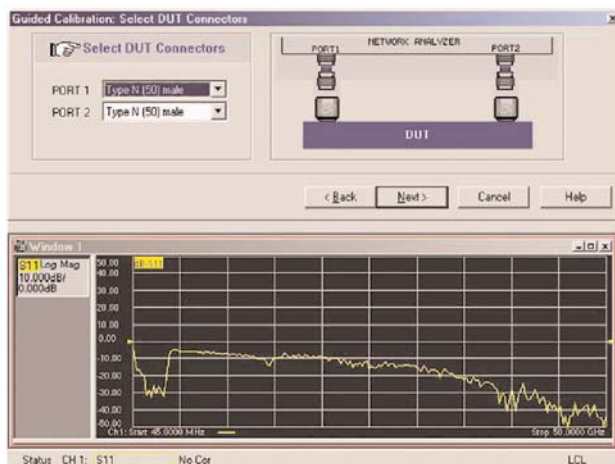 Guided Calibration: Select DUT Connectors
Select DUT Connectors
PORT 1 Type N (50) male
PORT 2 Type N (50) male
NETWORK ANALYZER
PORT1 PORT2
DUT
< Back Next > Cancel Help
Window 1
S11 Log Mag
10.000dB/
0.000dB
dB-S11
50.00
40.00
30.00
20.00
10.00
0.00
-10.00
-20.00
-30.00
-40.00
-50.00
Ch1: Start 45.0000 MHz
Stop 50.0000 GHz
Status CH 1: S11 No Cor LCL